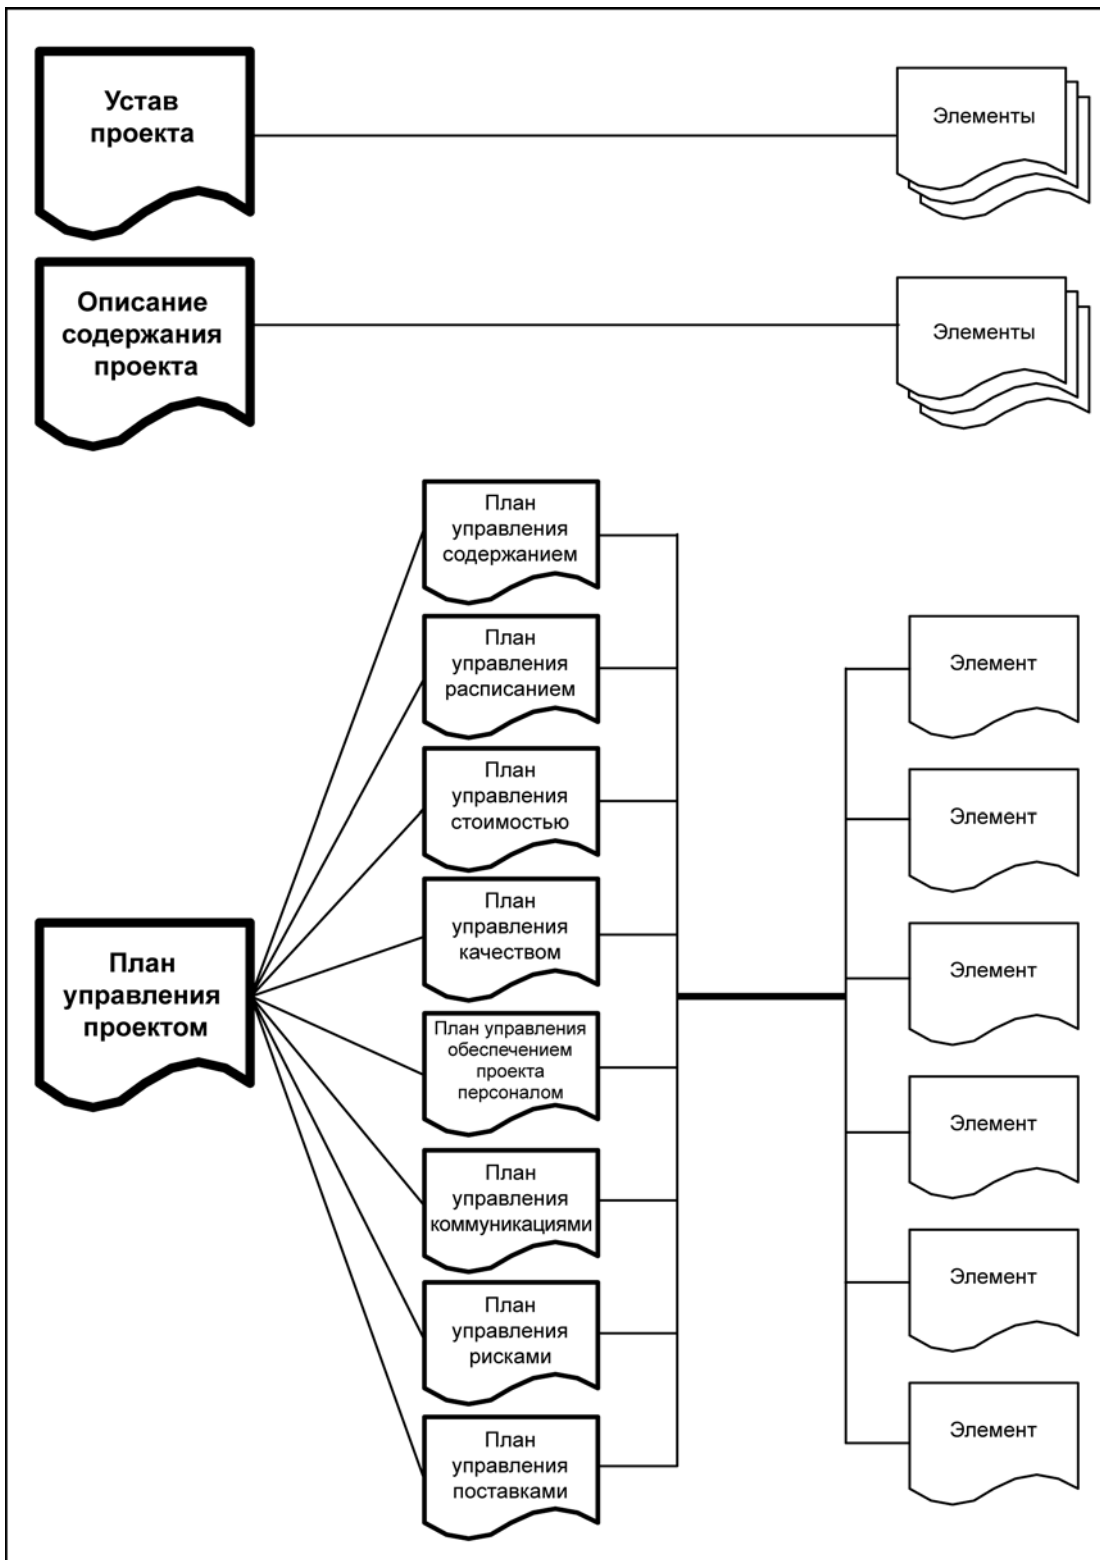 Устав
проекта
Элементы
Описание
содержания
проекта
Элементы
План
управления
содержанием
План
управления
расписанием
Элемент
План
управления
стоимостью
Элемент
План
управления
качеством
Элемент
План
управления
проектом
План управления
обеспечением
проекта
персоналом
Элемент
План
управления
коммуникациями
Элемент
План
управления
рисками
Элемент
План
управления
поставками